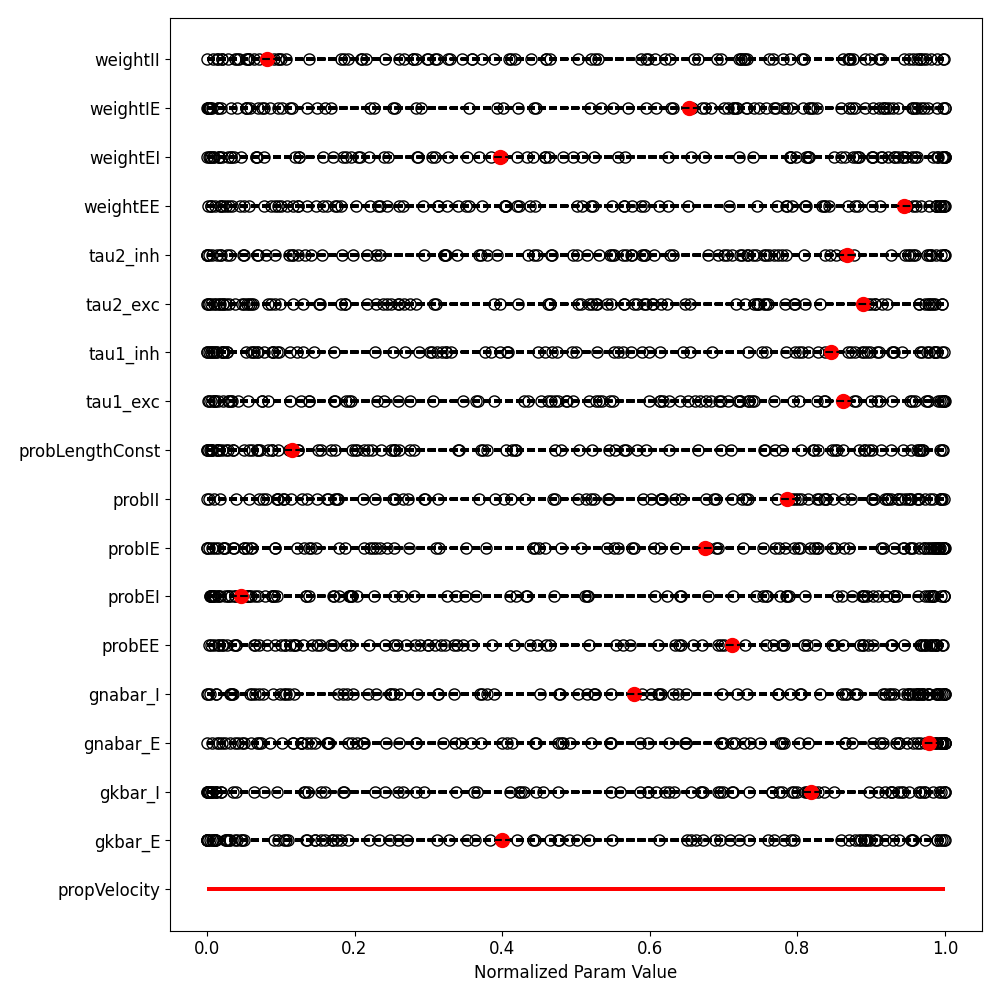 weightII
weightIE
weightEI
weightEE
tau2_inh
tau2_exc
tau1_inh
tau1_exc
probLengthConst
probII
probIE
probEI
probEE
gnabar_I
gnabar_E
gkbar_I
gkbar_E
propVelocity
0.0 0.2 0.4 0.6 0.8 1.0
Normalized Param Value